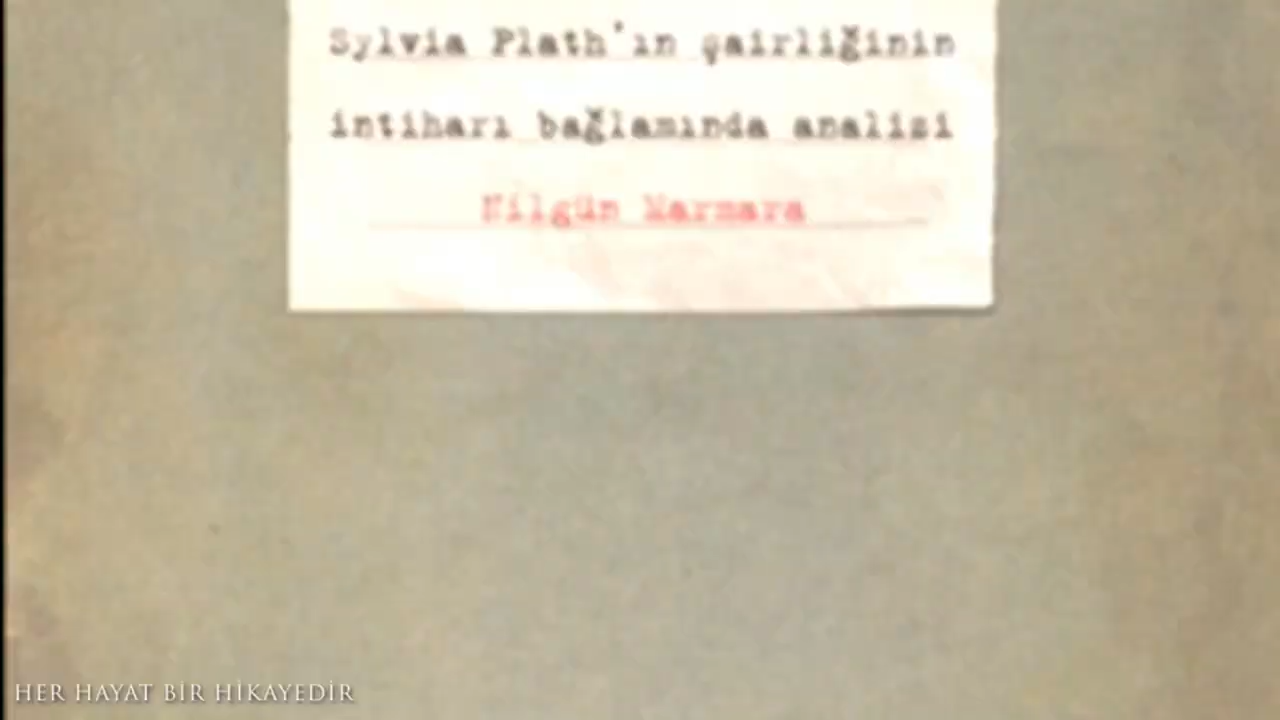 Sylvia Plath'ın şairliğinin
intiharı bağlamında analizi
Nilgün Marmara
HER HAYAT BİR HİKAYEDİR